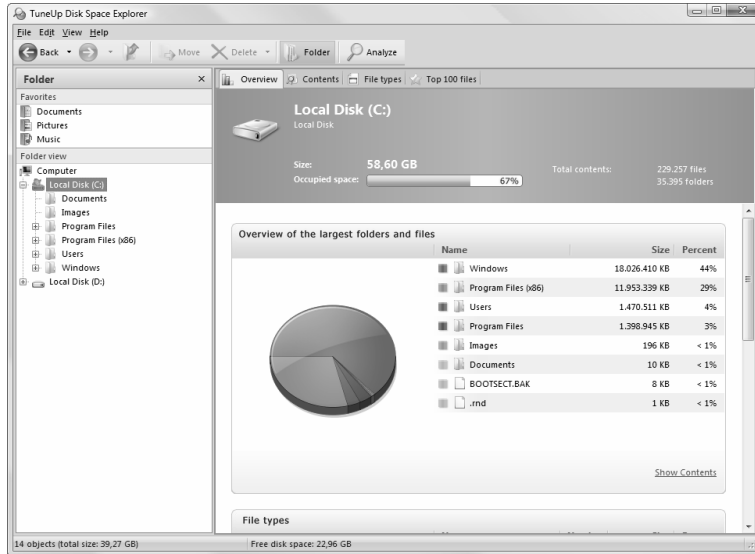 TuneUp Disk Space Explorer
File Edit View Help
Back Move Delete Folder Analyze
Folder
Overview Contents File types Top 100 files
Favorites
Documents
Pictures
Music
Folder view
Computer
Local Disk (C:)
Documents
Images
Program Files
Program Files (x86)
Users
Windows
Local Disk (D:)
Local Disk (C:)
Local Disk
Size: 58,60 GB
Occupied space: 67%
Total contents: 229.257 files
35.395 folders
Overview of the largest folders and files
Name Size Percent
Windows 18.026.410 KB 44%
Program Files (x86) 11.953.339 KB 29%
Users 1.470.511 KB 4%
Program Files 1.398.945 KB 3%
Images 196 KB < 1%
Documents 10 KB < 1%
BOOTSECT.BAK 8 KB < 1%
.rnd 1 KB < 1%
Show Contents
File types
14 objects (total size: 39,27 GB) Free disk space: 22,96 GB